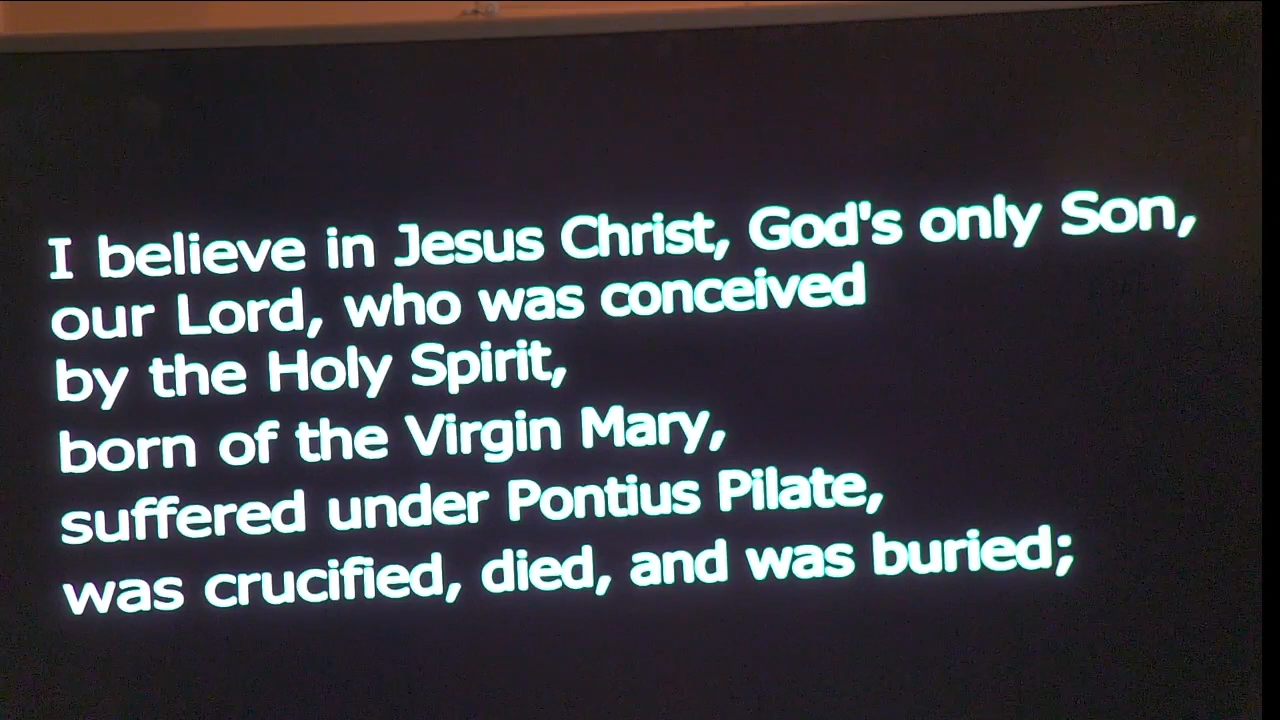 I believe in Jesus Christ, God's only Son,
our Lord, who was conceived
by the Holy Spirit,
born of the Virgin Mary,
suffered under Pontius Pilate,
was crucified, died, and was buried;